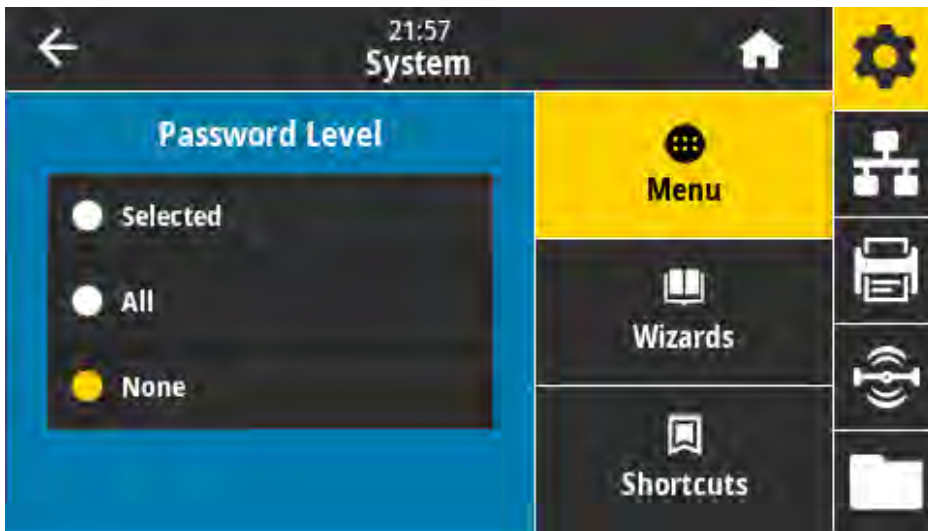 21:57
System
Password Level
Selected
All
None
Menu
Wizards
Shortcuts